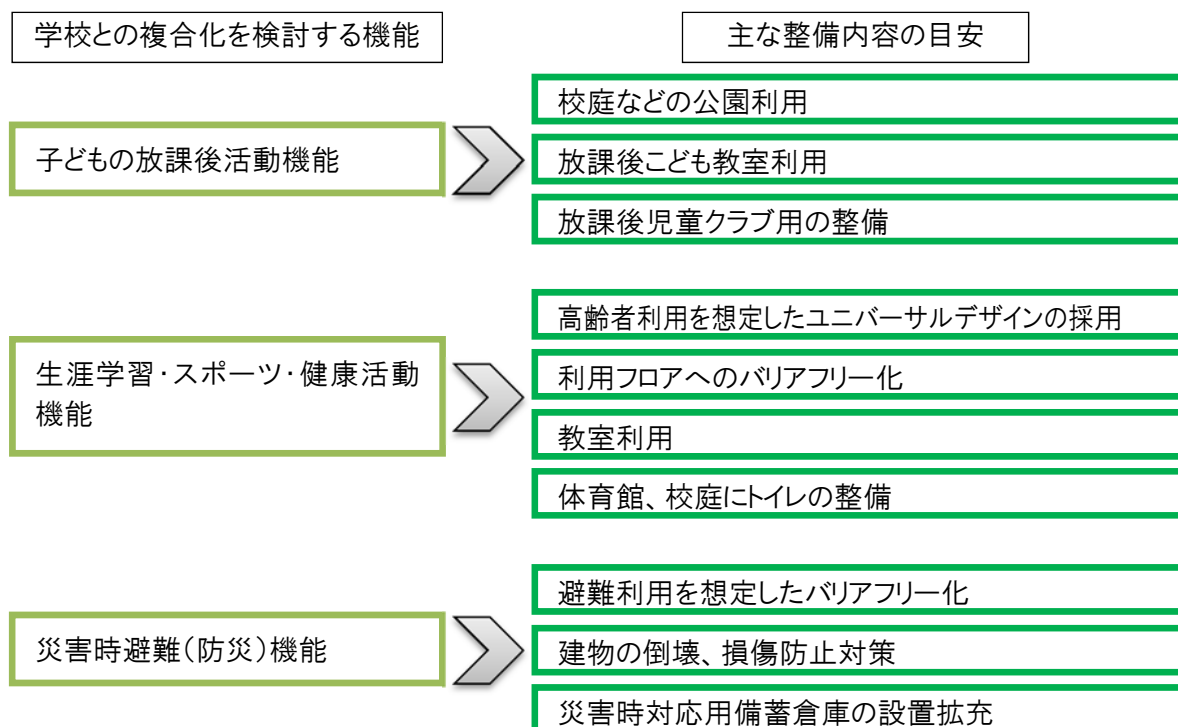 学校との複合化を検討する機能
主な整備内容の目安
子どもの放課後活動機能
校庭などの公園利用
放課後こども教室利用
放課後児童クラブ用の整備
生涯学習・スポーツ・健康活動
機能
高齢者利用を想定したユニバーサルデザインの採用
利用フロアへのバリアフリー化
教室利用
体育館、校庭にトイレの整備
災害時避難(防災)機能
避難利用を想定したバリアフリー化
建物の倒壊、損傷防止対策
災害時対応用備蓄倉庫の設置拡充